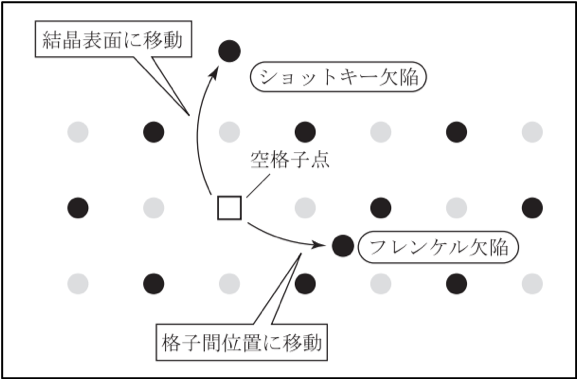 結晶表面に移動
ショットキー欠陥
空格子点
フレンケル欠陥
格子間位置に移動